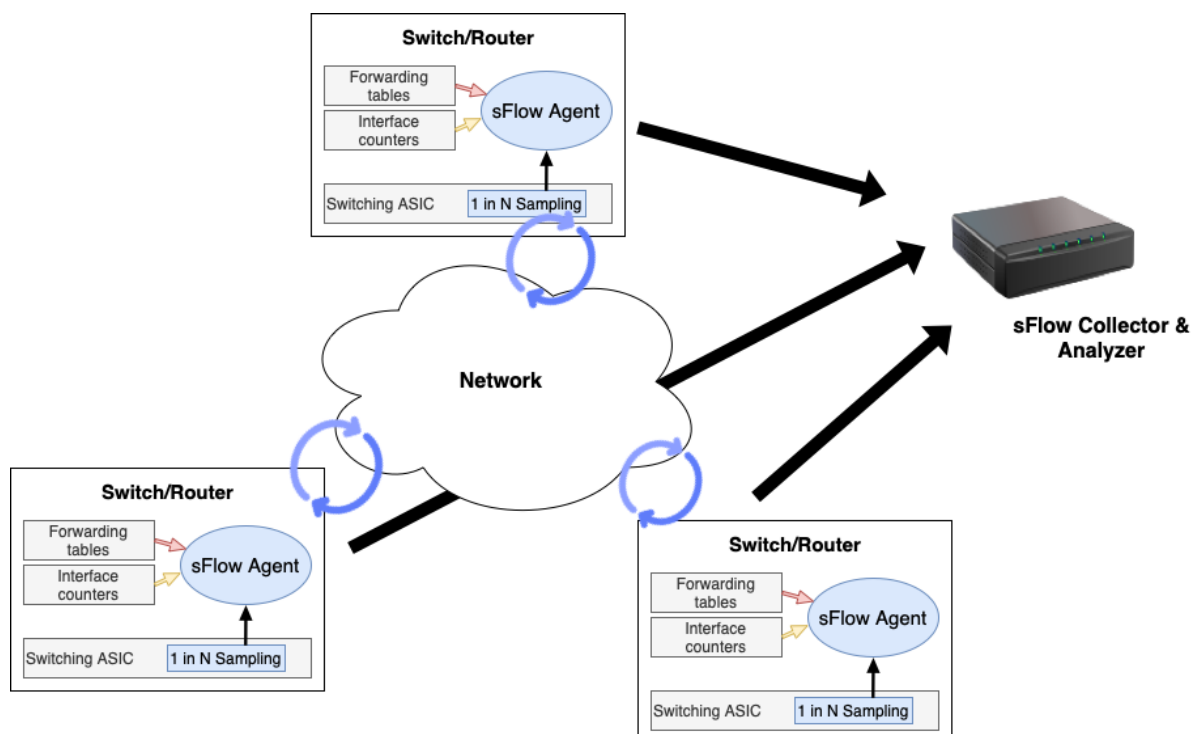 Switch/Router
Forwarding
tables
sFlow Agent
Interface
counters
Switching ASIC
1 in N Sampling
sFlow Collector &
Analyzer
Network
Switch/Router
Forwarding
tables
sFlow Agent
Interface
counters
Switching ASIC
1 in N Sampling
Switch/Router
Forwarding
tables
sFlow Agent
Interface
counters
Switching ASIC
1 in N Sampling